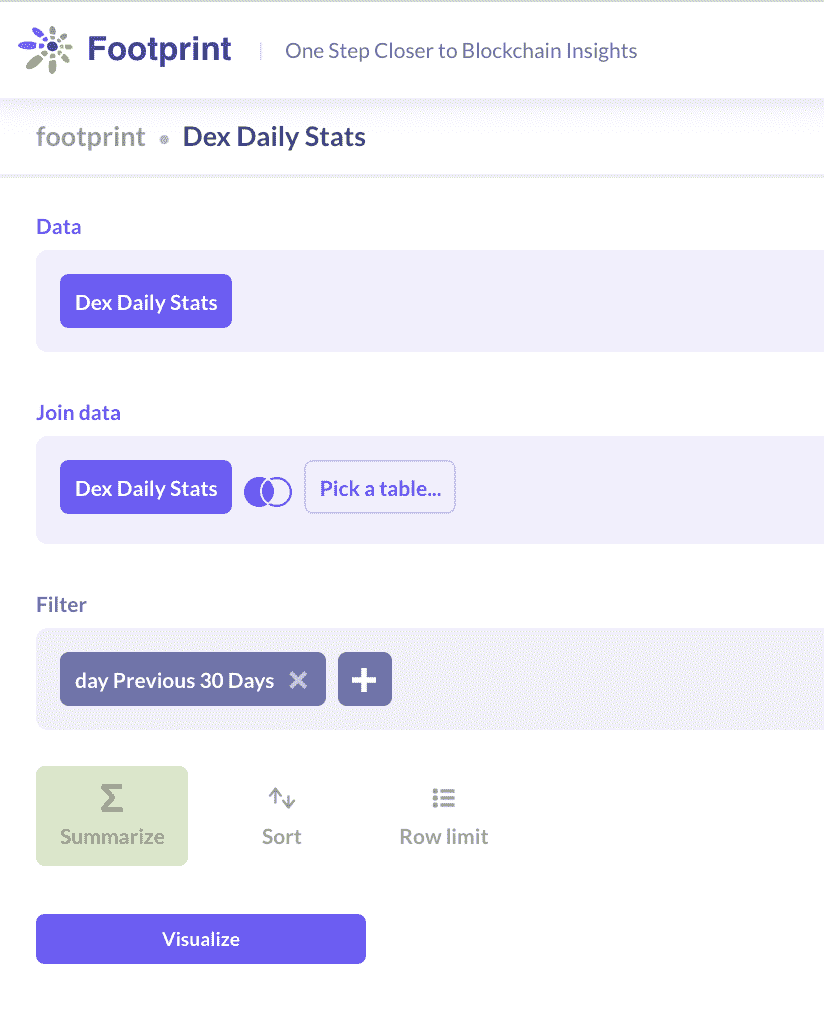 Footprint | One Step Closer to Blockchain Insights
footprint • Dex Daily Stats
Data
Dex Daily Stats
Join data
Dex Daily Stats Pick a table...
Filter
day Previous 30 Days
Summarize Sort Row limit
Visualize